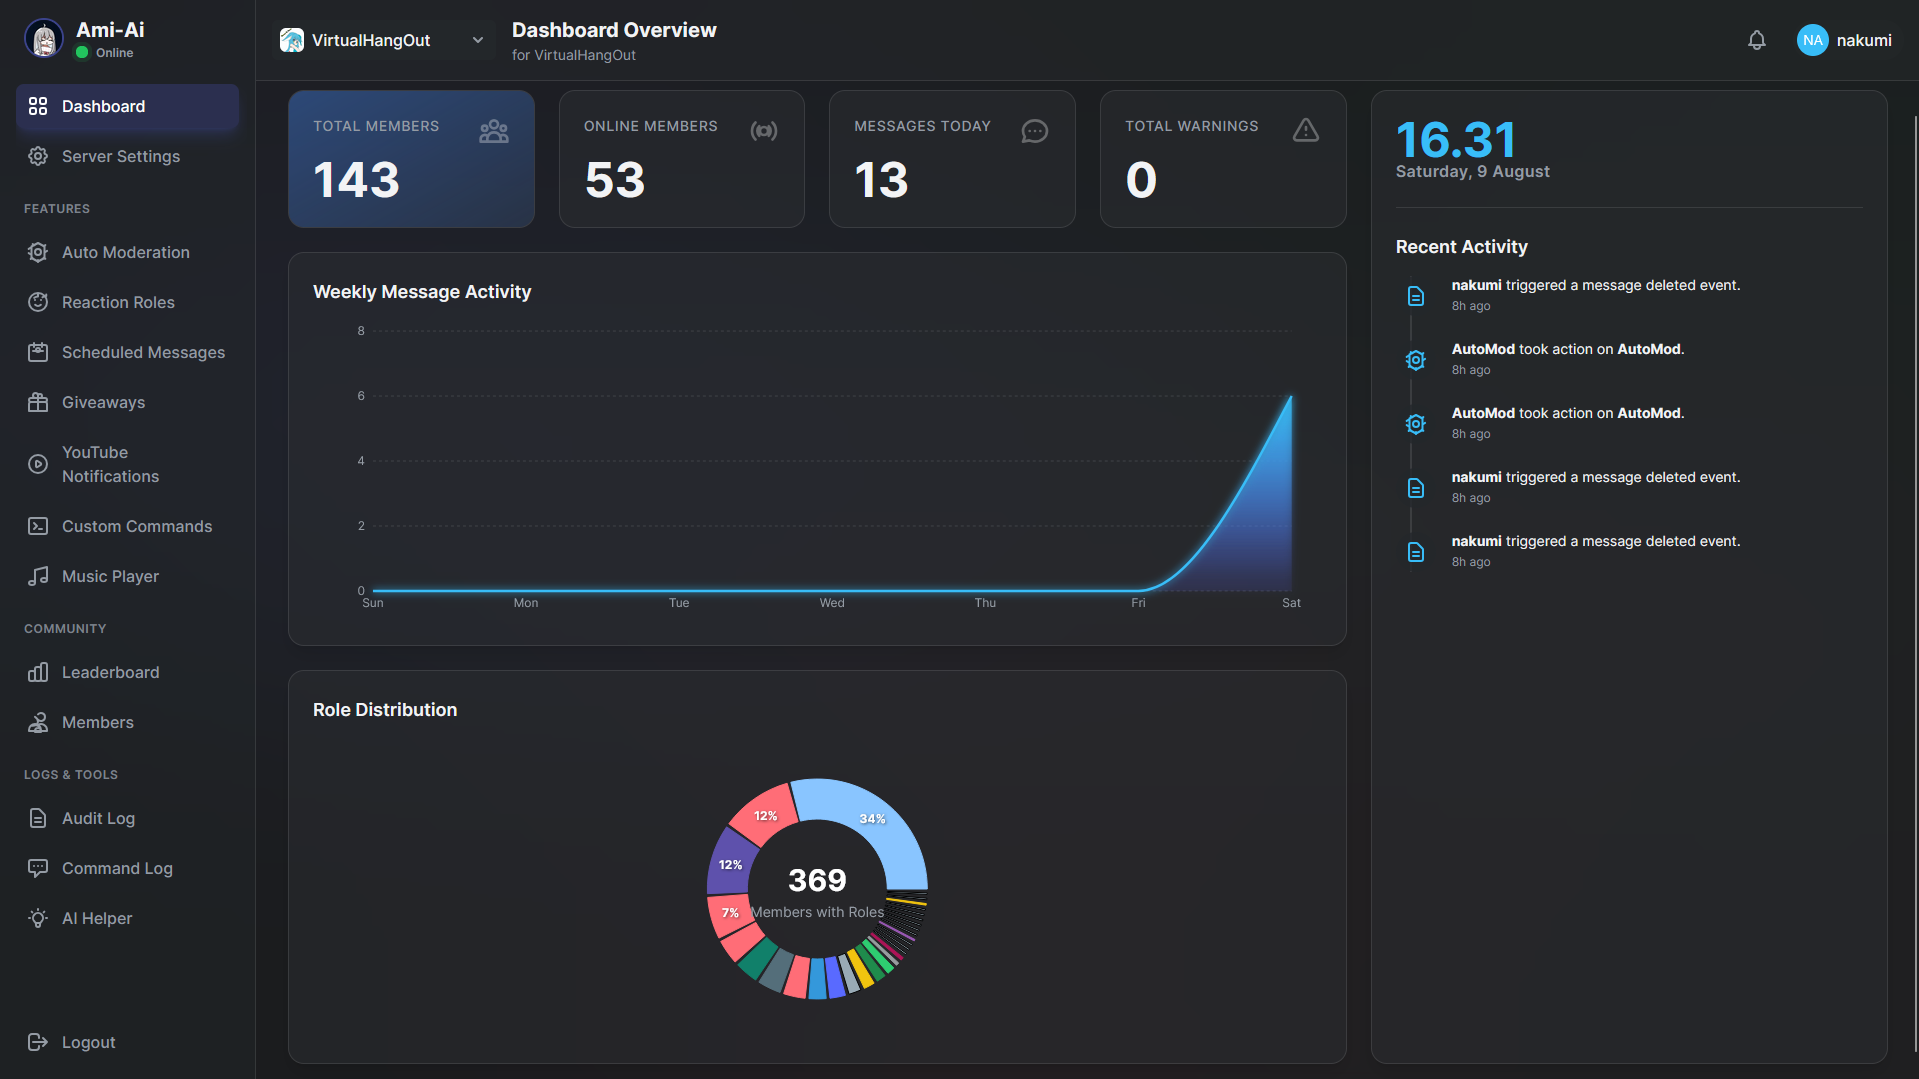 Ami-Ai
Online
Dashboard
Server Settings
FEATURES
Auto Moderation
Reaction Roles
Scheduled Messages
Giveaways
YouTube
Notifications
Custom Commands
Music Player
COMMUNITY
Leaderboard
Members
LOGS & TOOLS
Audit Log
Command Log
AI Helper
Logout
VirtualHangOut
Dashboard Overview
for VirtualHangOut
NA
nakumi
TOTAL MEMBERS
143
ONLINE MEMBERS
53
MESSAGES TODAY
13
TOTAL WARNINGS
0
Weekly Message Activity
8
6
4
2
0
Sun Mon Tue Wed Thu Fri Sat
Role Distribution
34%
12%
12%
7%
369
Members with Roles
16.31
Saturday, 9 August
Recent Activity
nakumi triggered a message deleted event.
8h ago
AutoMod took action on AutoMod.
8h ago
AutoMod took action on AutoMod.
8h ago
nakumi triggered a message deleted event.
8h ago
nakumi triggered a message deleted event.
8h ago